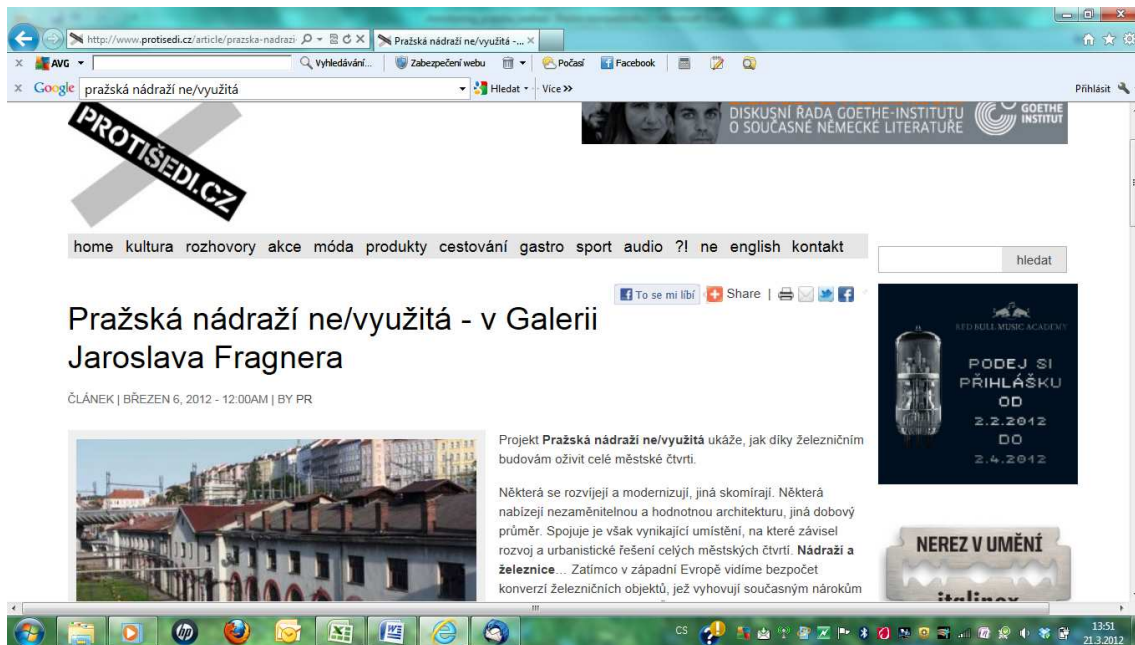 http://www.protisedi.cz/article/prazska-nadrazi-
Pražská nádraží ne/využitá -...
AVG
Vyhledávání...
Zabezpečení webu
Počasí
Facebook
Google
pražská nádraží ne/využitá
Hledat
Více >>
Přihlásit
PROTIŠEDI.CZ
DISKUSNÍ ŘADA GOETHE-INSTITUTU
O SOUČASNÉ NĚMECKÉ LITERATUŘE
GOETHE
INSTITUT
home kultura rozhovory akce móda produkty cestování gastro sport audio ?! ne english kontakt
hledat
To se mi líbí
Share |
Pražská nádraží ne/využitá - v Galerii
Jaroslava Fragnera
ČLÁNEK | BŘEZEN 6, 2012 - 12:00AM | BY PR
Projekt Pražská nádraží ne/využitá ukáže, jak díky železničním
budovám oživit celé městské čtvrti.
Některá se rozvíjejí a modernizují, jiná skomírají. Některá
nabízejí nezaměnitelnou a hodnotnou architekturu, jiná dobový
průměr. Spojuje je však vynikající umístění, na které závisel
rozvoj a urbanistické řešení celých městských čtvrtí. Nádraží a
železnice... Zatímco v západní Evropě vidíme bezpočet
konverzí železničních objektů, jež vyhovují současným nárokům
RED BULL MUSIC ACADEMY
PODEJ SI
PŘIHLÁŠKU
OD
2.2.2012
DO
2.4.2012
NEREZ V UMĚNÍ
italinox
CS
13:51
21.3.2012